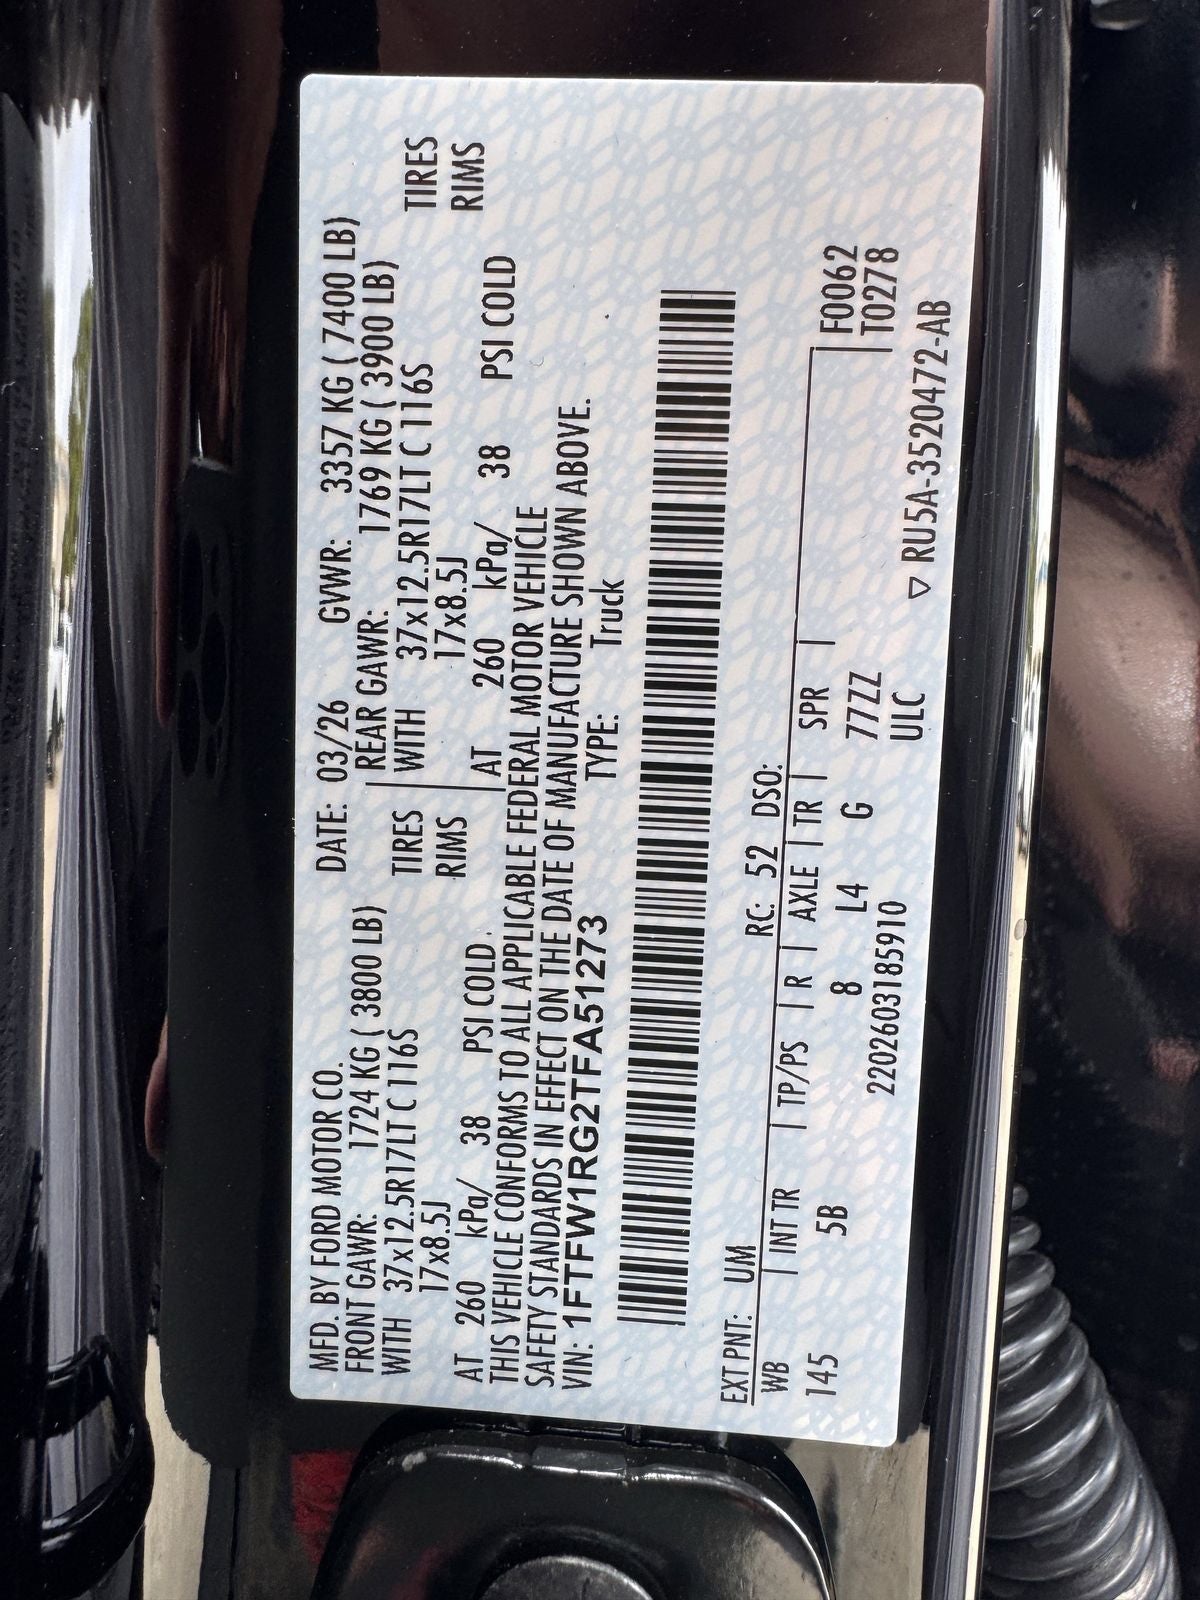 MFD. BY FORD MOTOR CO. DATE: 03/26 GVWR: 3357 KG ( 7400 LB)
FRONT GAWR: 1724 KG ( 3800 LB) REAR GAWR: 1769 KG ( 3900 LB)
WITH 37x12.5R17LT C 116S TIRES WITH 37x12.5R17LT C 116S TIRES
17x8.5J RIMS 17x8.5J RIMS
AT 260 kPa/ 38 PSI COLD AT 260 kPa/ 38 PSI COLD
THIS VEHICLE CONFORMS TO ALL APPLICABLE FEDERAL MOTOR VEHICLE
SAFETY STANDARDS IN EFFECT ON THE DATE OF MANUFACTURE SHOWN ABOVE.
VIN: 1FTFW1RG2TFA51273 TYPE: Truck
EXT PNT: UM RC: 52 DSO:
WB | INT TR | TP/PS | R | AXLE | TR | SPR | F0062
145 5B 8 L4 G 77ZZ T0278
220260318591​0 ULC
▽ RU5A-3520472-AB